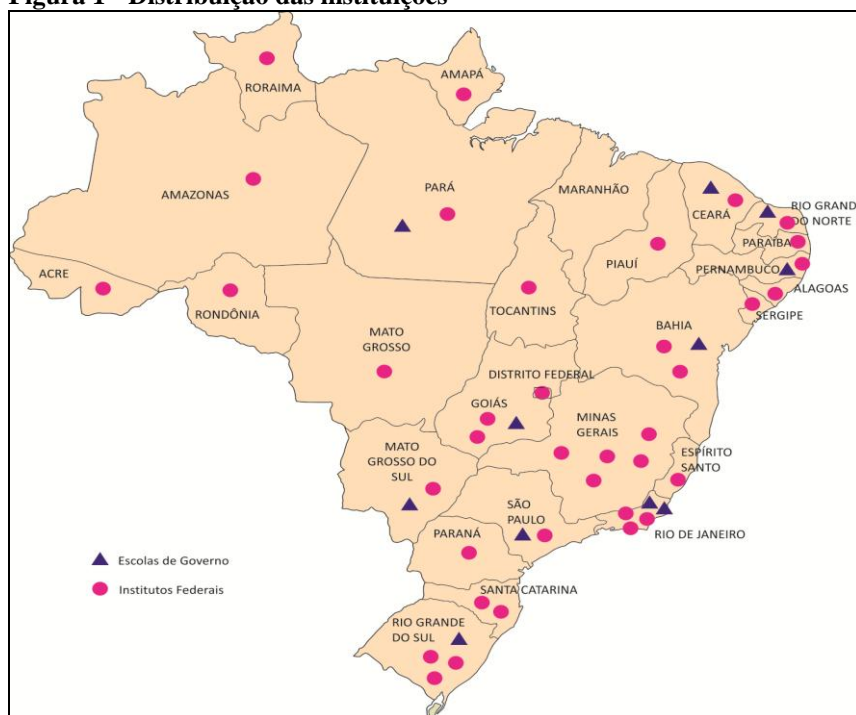 Figura 1 - Distribuição das instituições
RORAIMA
AMAPÁ
AMAZONAS
PARÁ
MARANHÃO
CEARÁ
RIO GRANDE
DO NORTE
PARAÍBA
PIAUÍ
PERNAMBUCO
ACRE
ALAGOAS
RONDÔNIA
TOCANTINS
SERGIPE
MATO
GROSSO
BAHIA
DISTRITO FEDERAL
GOIÁS
MINAS
GERAIS
MATO
GROSSO DO
SUL
ESPÍRITO
SANTO
SÃO
PAULO
RIO DE JANEIRO
PARANÁ
Escolas de Governo
Institutos Federais
SANTA CATARINA
RIO GRANDE
DO SUL